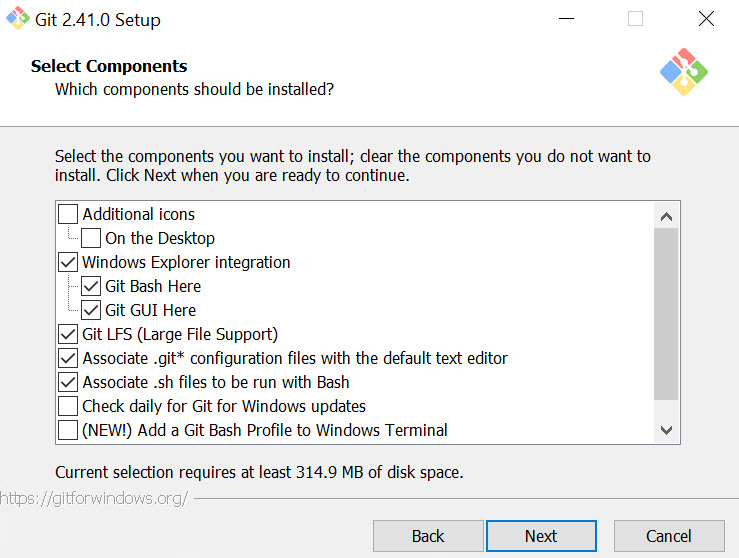 Git 2.41.0 Setup
Select Components
Which components should be installed?
Select the components you want to install; clear the components you do not want to
install. Click Next when you are ready to continue.
Additional icons
On the Desktop
Windows Explorer integration
Git Bash Here
Git GUI Here
Git LFS (Large File Support)
Associate .git* configuration files with the default text editor
Associate .sh files to be run with Bash
Check daily for Git for Windows updates
(NEW!) Add a Git Bash Profile to Windows Terminal
Current selection requires at least 314.9 MB of disk space.
https://gitforwindows.org/
Back Next Cancel